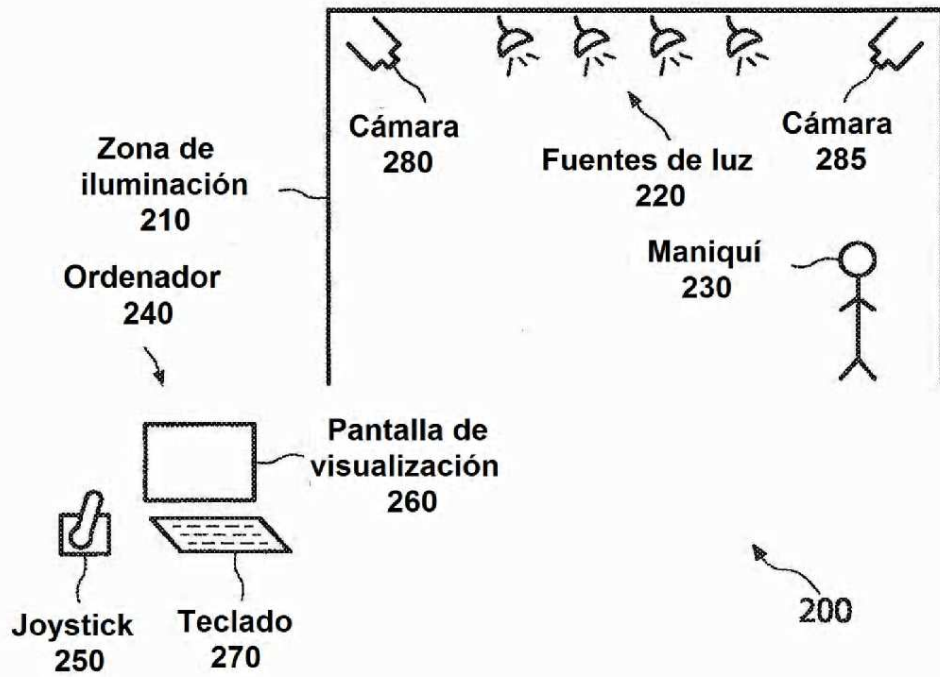 Cámara
280
Fuentes de luz
220
Cámara
285
Zona de
iluminación
210
Maniquí
230
Ordenador
240
Pantalla de
visualización
260
Joystick
250
Teclado
270
200